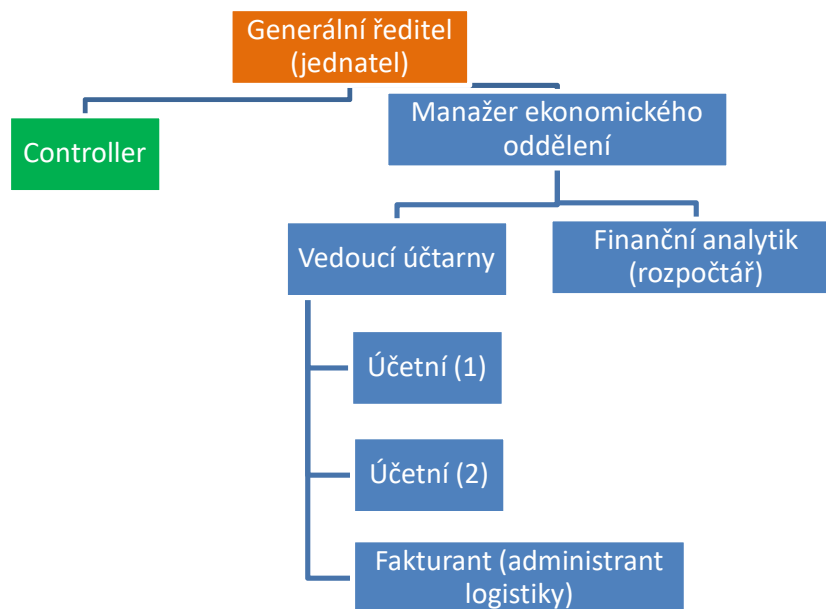 Generální ředitel
(jednatel)
Controller
Manažer ekonomického
oddělení
Vedoucí účtarny
Finanční analytik
(rozpočtář)
Účetní (1)
Účetní (2)
Fakturant (administrant
logistiky)